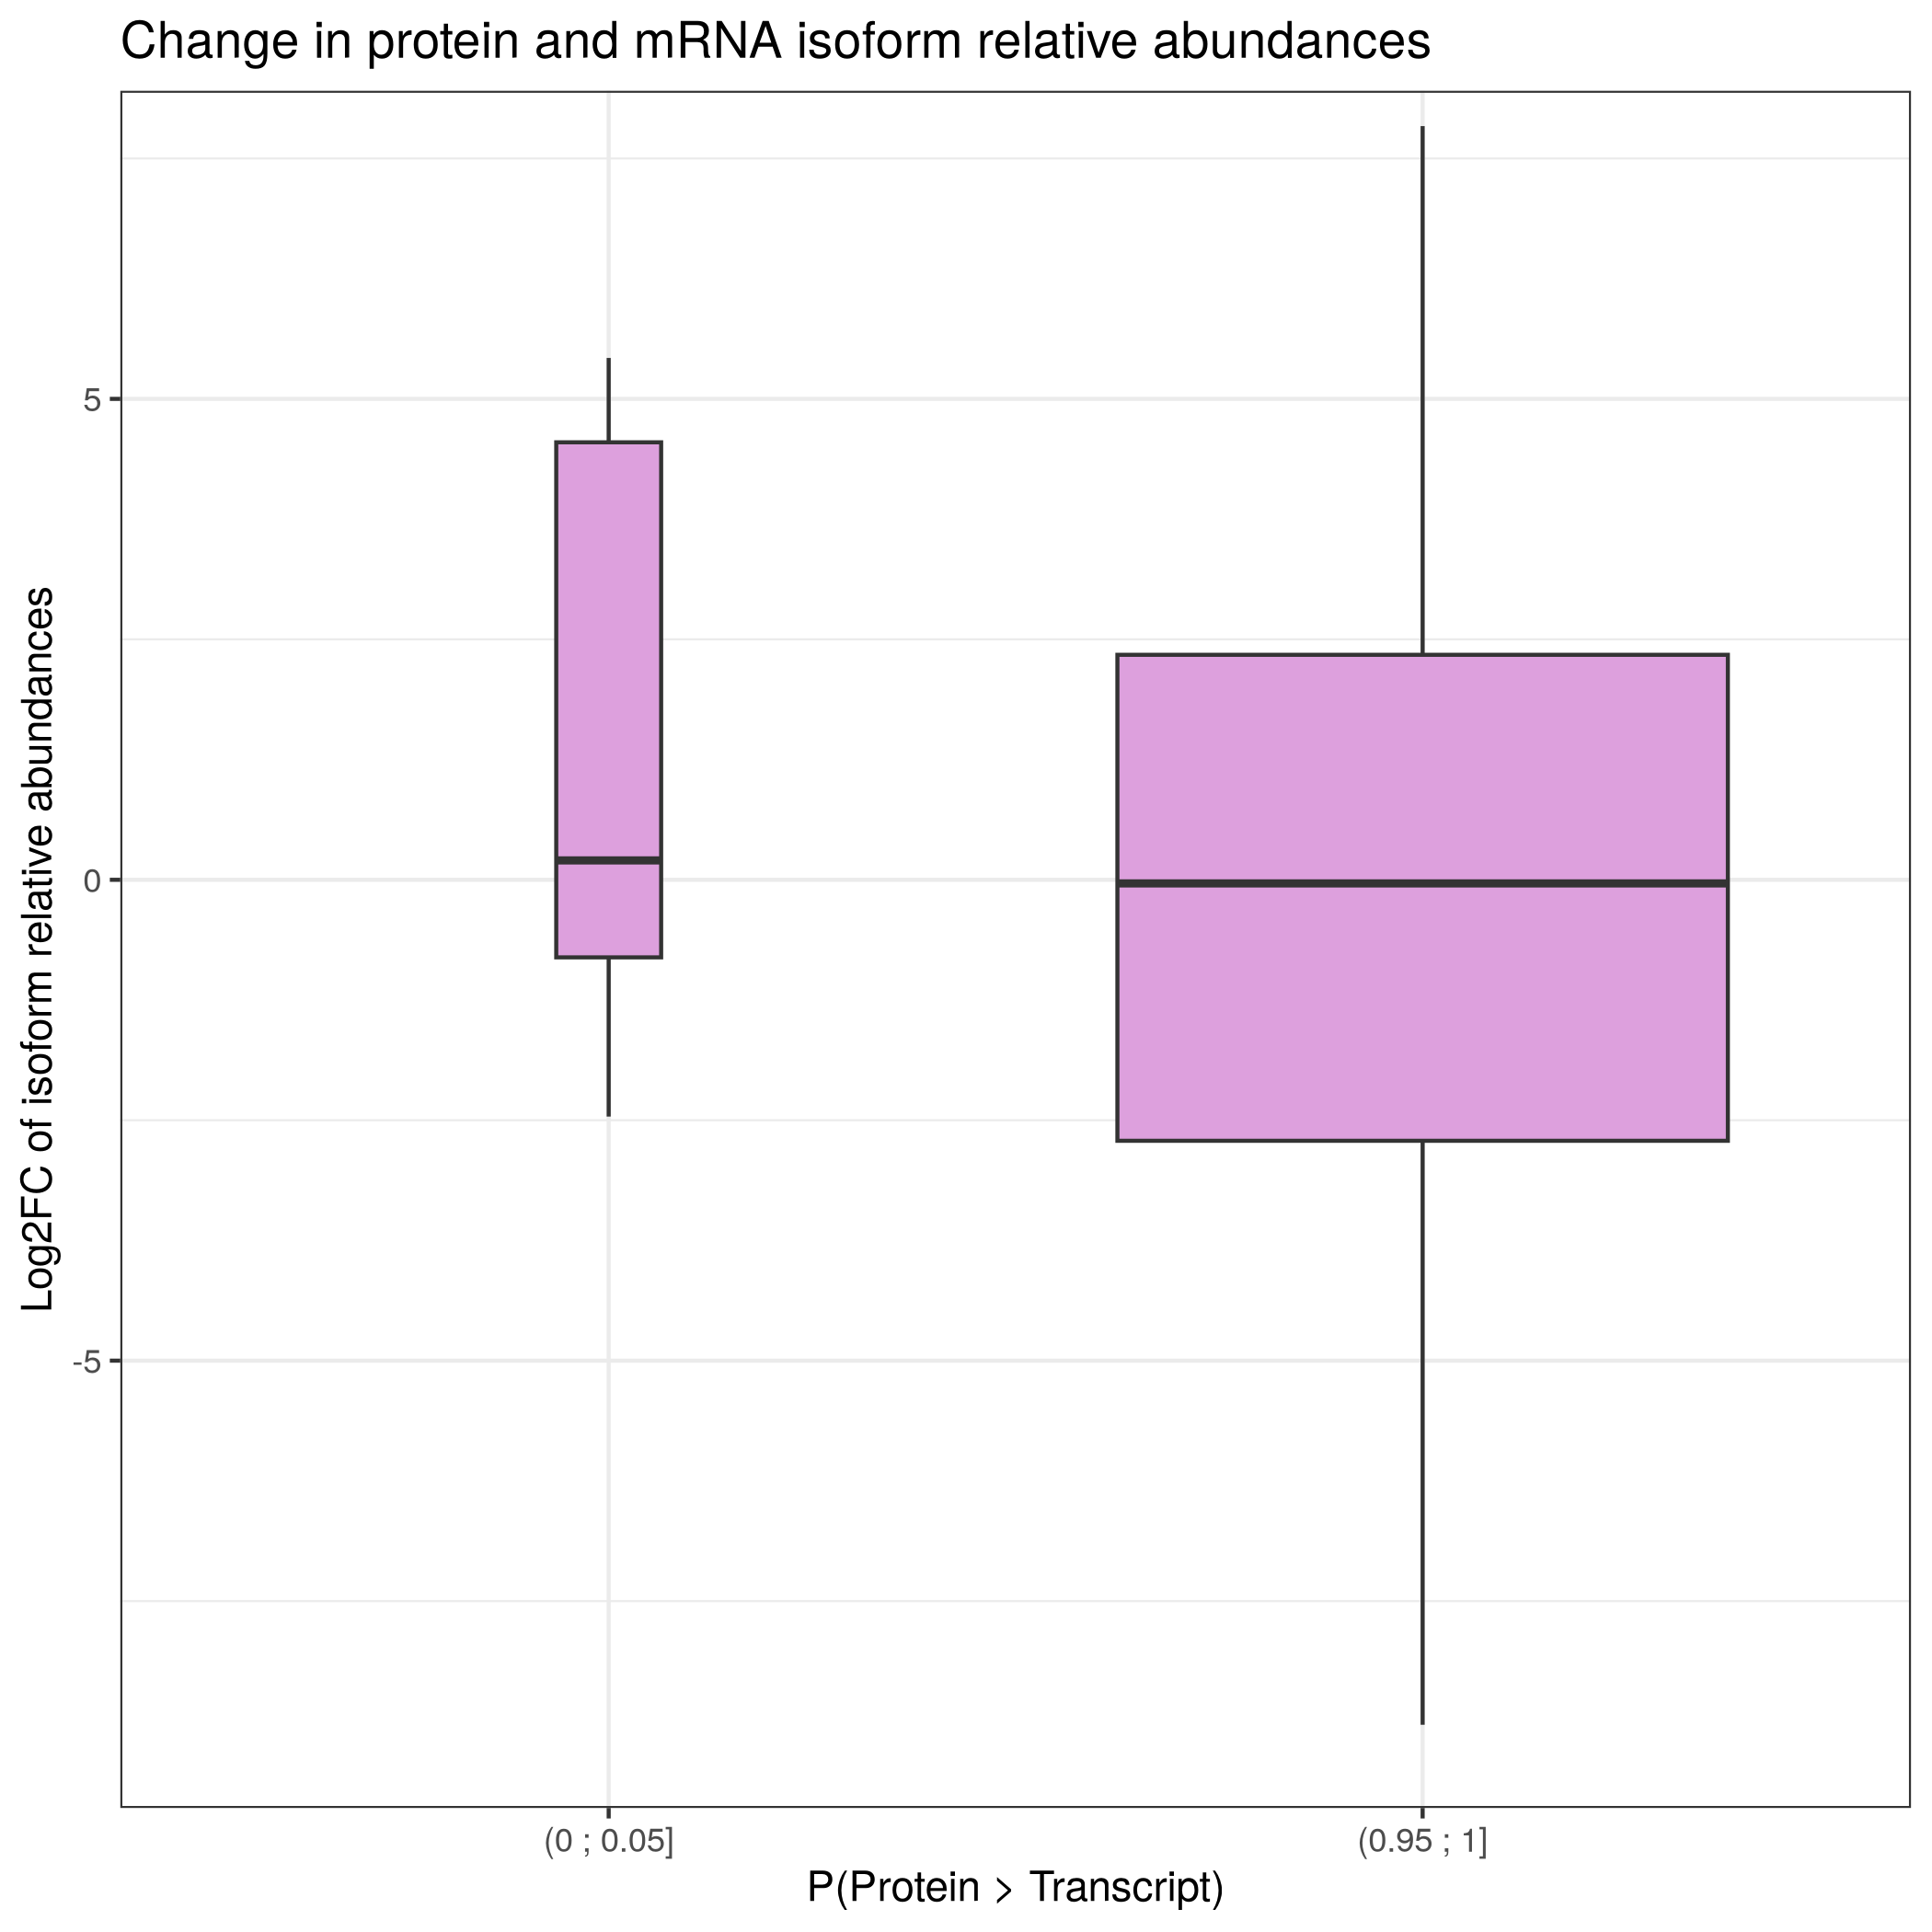 Change in protein and mRNA isoform relative abundances
Log2FC of isoform relative abundances
5
0
-5
(0 ; 0.05]
(0.95 ; 1]
P(Protein > Transcript)